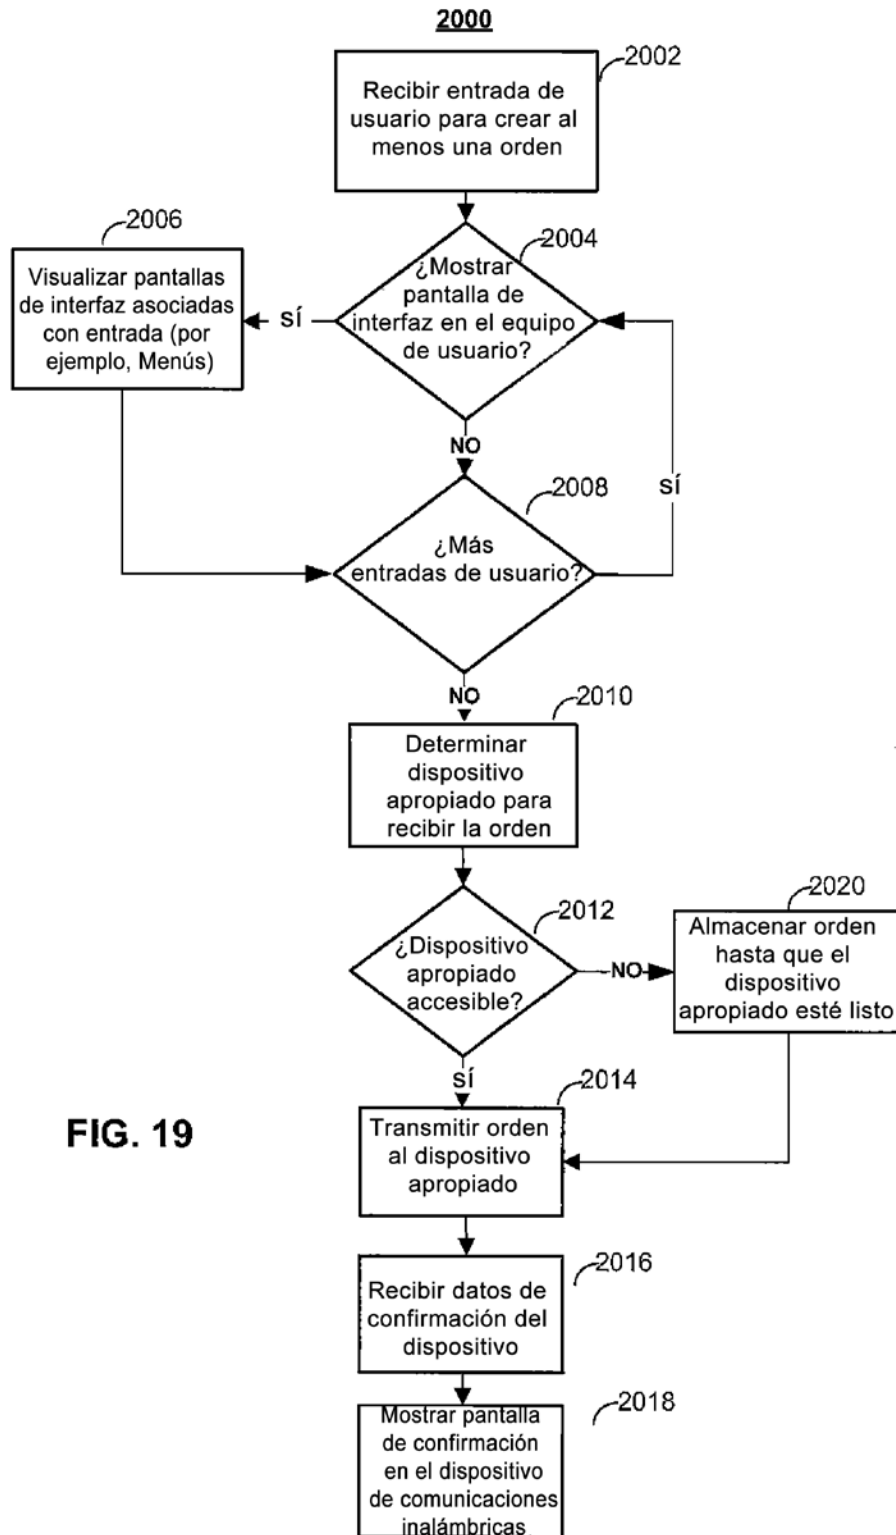 2000
2002
Recibir entrada de
usuario para crear al
menos una orden
2004
¿Mostrar
pantalla de
interfaz en el equipo
de usuario?
2006
Visualizar pantallas
de interfaz asociadas
con entrada (por
ejemplo, Menús)
sí
NO
2008
¿Más
entradas de usuario?
sí
NO
2010
Determinar
dispositivo
apropiado para
recibir la orden
2012
¿Dispositivo
apropiado
accesible?
NO
2020
Almacenar orden
hasta que el
dispositivo
apropiado esté listo
sí
2014
Transmitir orden
al dispositivo
apropiado
FIG. 19
2016
Recibir datos de
confirmación del
dispositivo
2018
Mostrar pantalla
de confirmación
en el dispositivo
de comunicaciones
inalámbricas